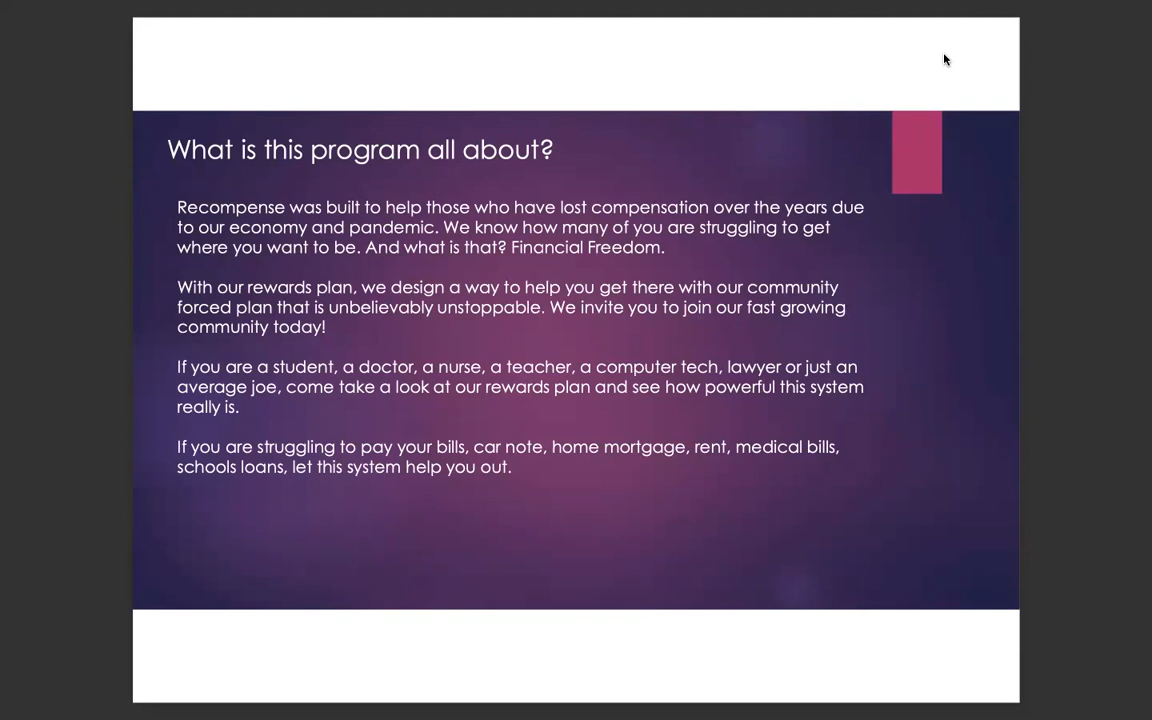 What is this program all about?
Recompense was built to help those who have lost compensation over the years due
to our economy and pandemic. We know how many of you are struggling to get
where you want to be. And what is that? Financial Freedom.
With our rewards plan, we design a way to help you get there with our community
forced plan that is unbelievably unstoppable. We invite you to join our fast growing
community today!
If you are a student, a doctor, a nurse, a teacher, a computer tech, lawyer or just an
average joe, come take a look at our rewards plan and see how powerful this system
really is.
If you are struggling to pay your bills, car note, home mortgage, rent, medical bills,
schools loans, let this system help you out.